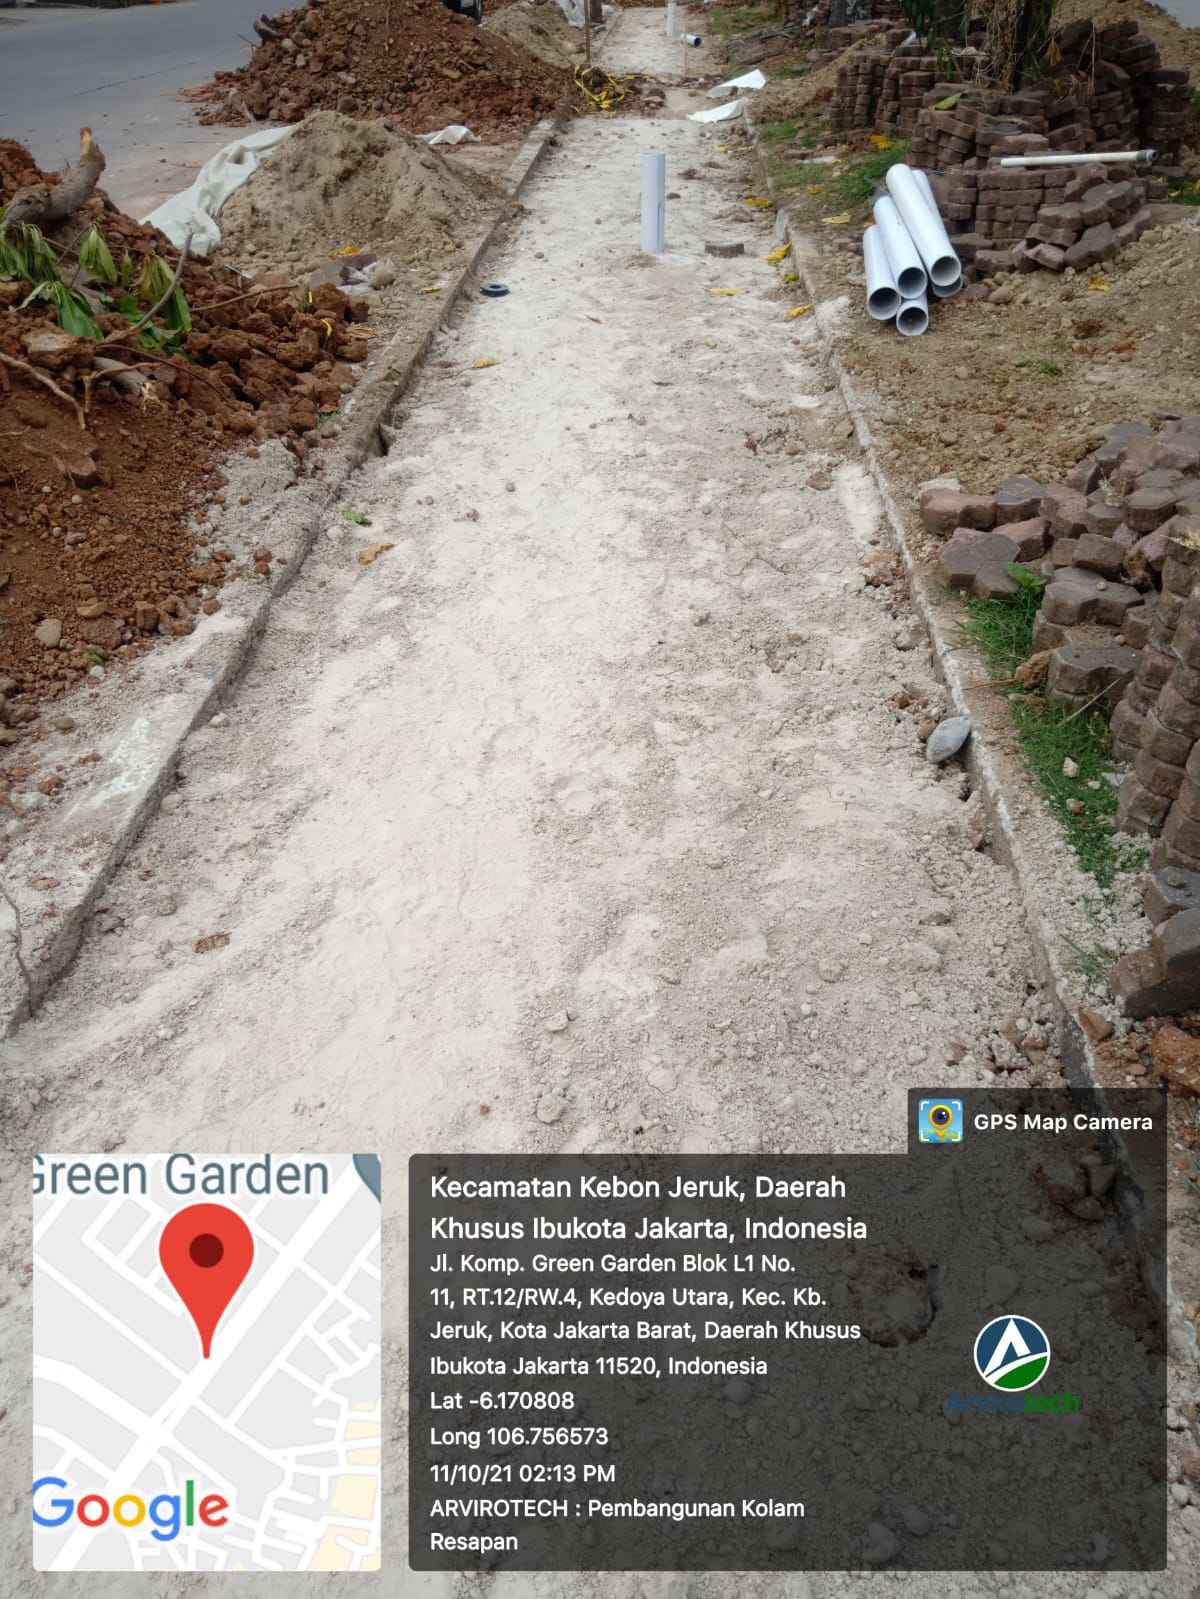 GPS Map Camera
Green Garden
Google
Kecamatan Kebon Jeruk, Daerah
Khusus Ibukota Jakarta, Indonesia
Jl. Komp. Green Garden Blok L1 No.
11, RT.12/RW.4, Kedoya Utara, Kec. Kb.
Jeruk, Kota Jakarta Barat, Daerah Khusus
Ibukota Jakarta 11520, Indonesia
Lat -6.170808
Long 106.756573
11/10/21 02:13 PM
ARVIROTECH : Pembangunan Kolam
Resapan
Arvirotech